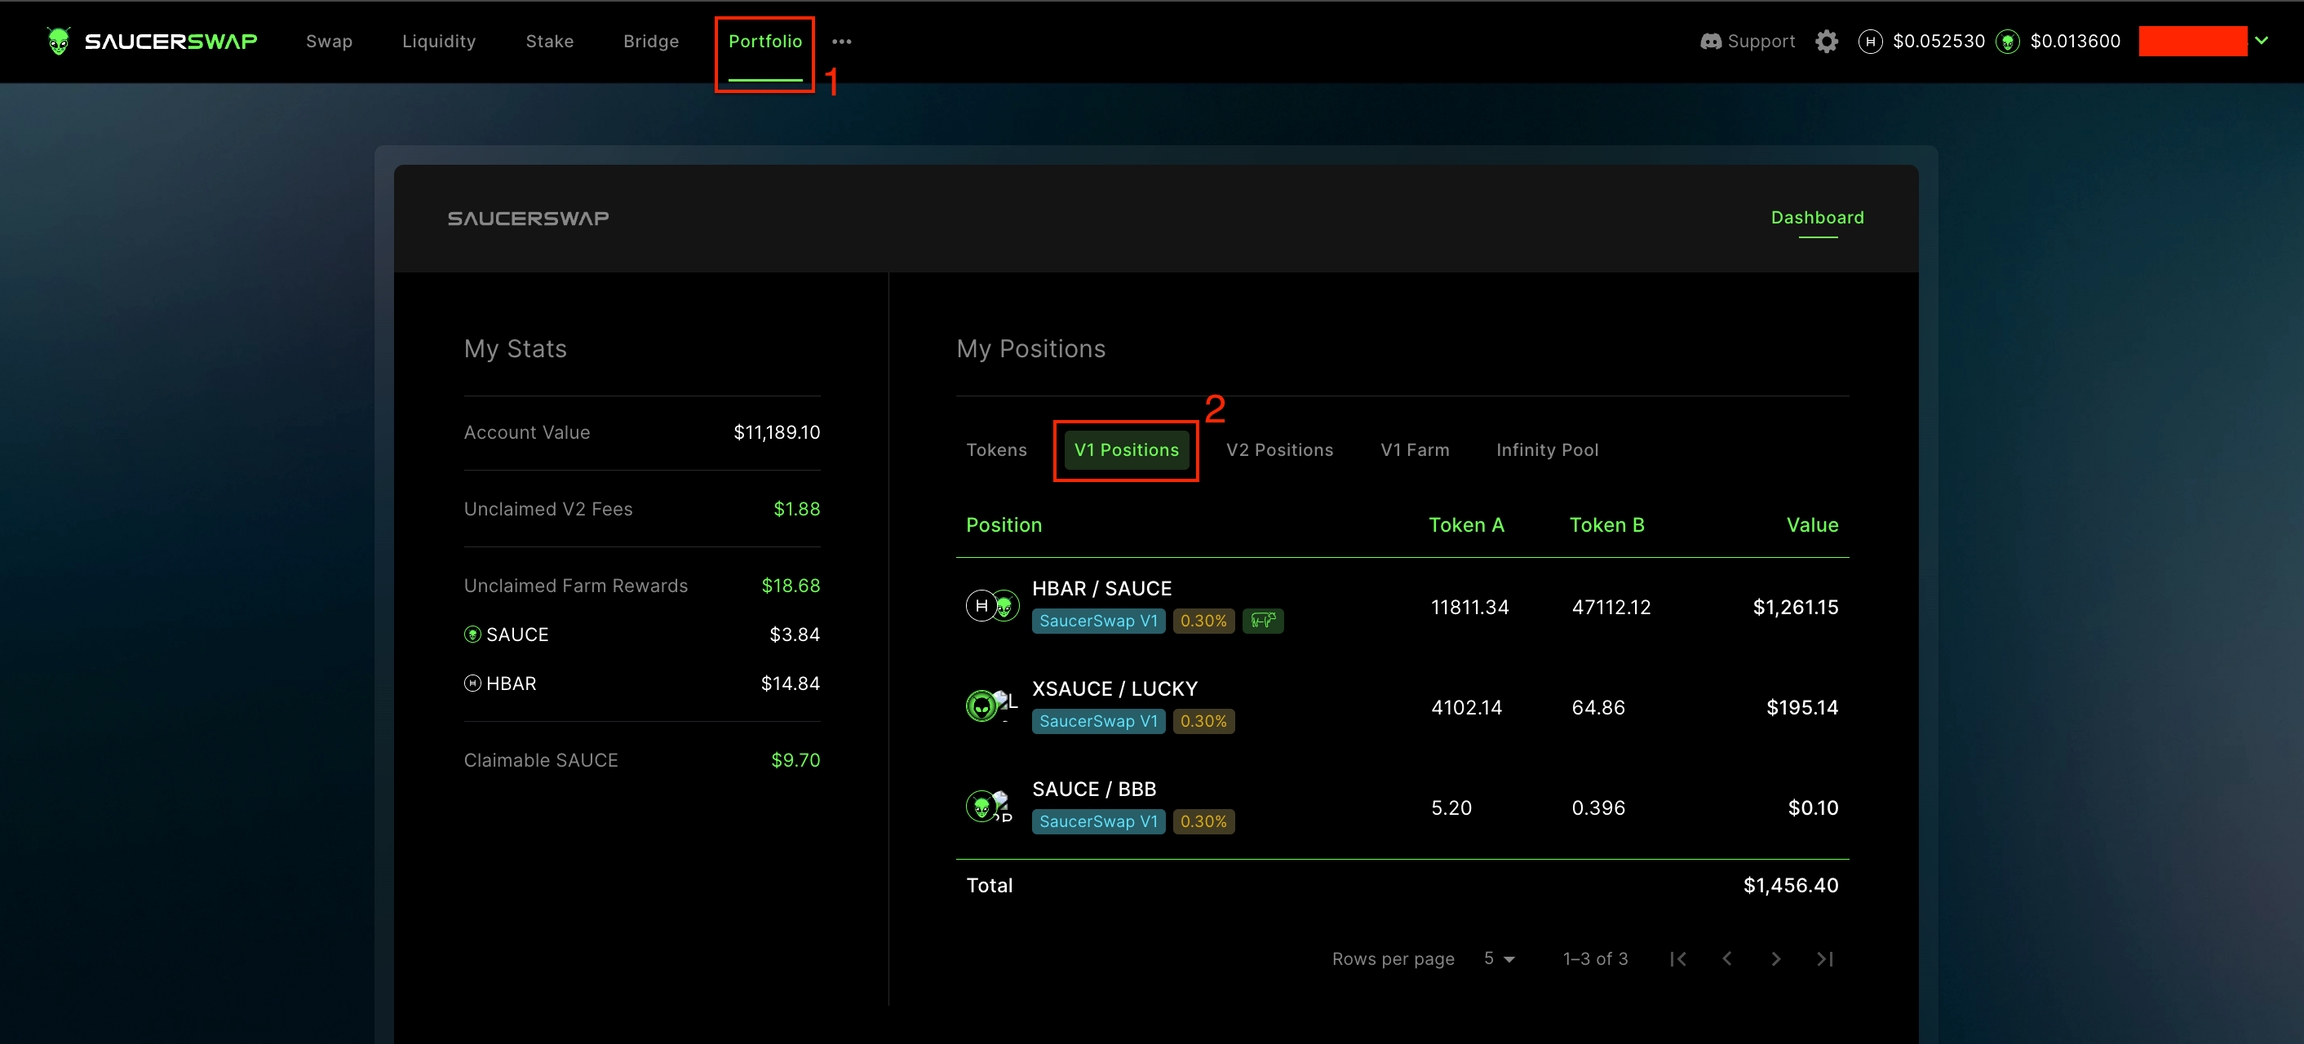 SAUCERSWAP Swap Liquidity Stake Bridge Portfolio ••• Support $0.052530 $0.013600
1
SAUCERSWAP Dashboard
My Stats
Account Value $11,189.10
Unclaimed V2 Fees $1.88
Unclaimed Farm Rewards $18.68
SAUCE $3.84
HBAR $14.84
Claimable SAUCE $9.70
My Positions
2
Tokens V1 Positions V2 Positions V1 Farm Infinity Pool
Position Token A Token B Value
H HBAR / SAUCE 11811.34 47112.12 $1,261.15
SaucerSwap V1 0.30%
XSAUCE / LUCKY 4102.14 64.86 $195.14
SaucerSwap V1 0.30%
SAUCE / BBB 5.20 0.396 $0.10
SaucerSwap V1 0.30%
Total $1,456.40
Rows per page 5 1–3 of 3